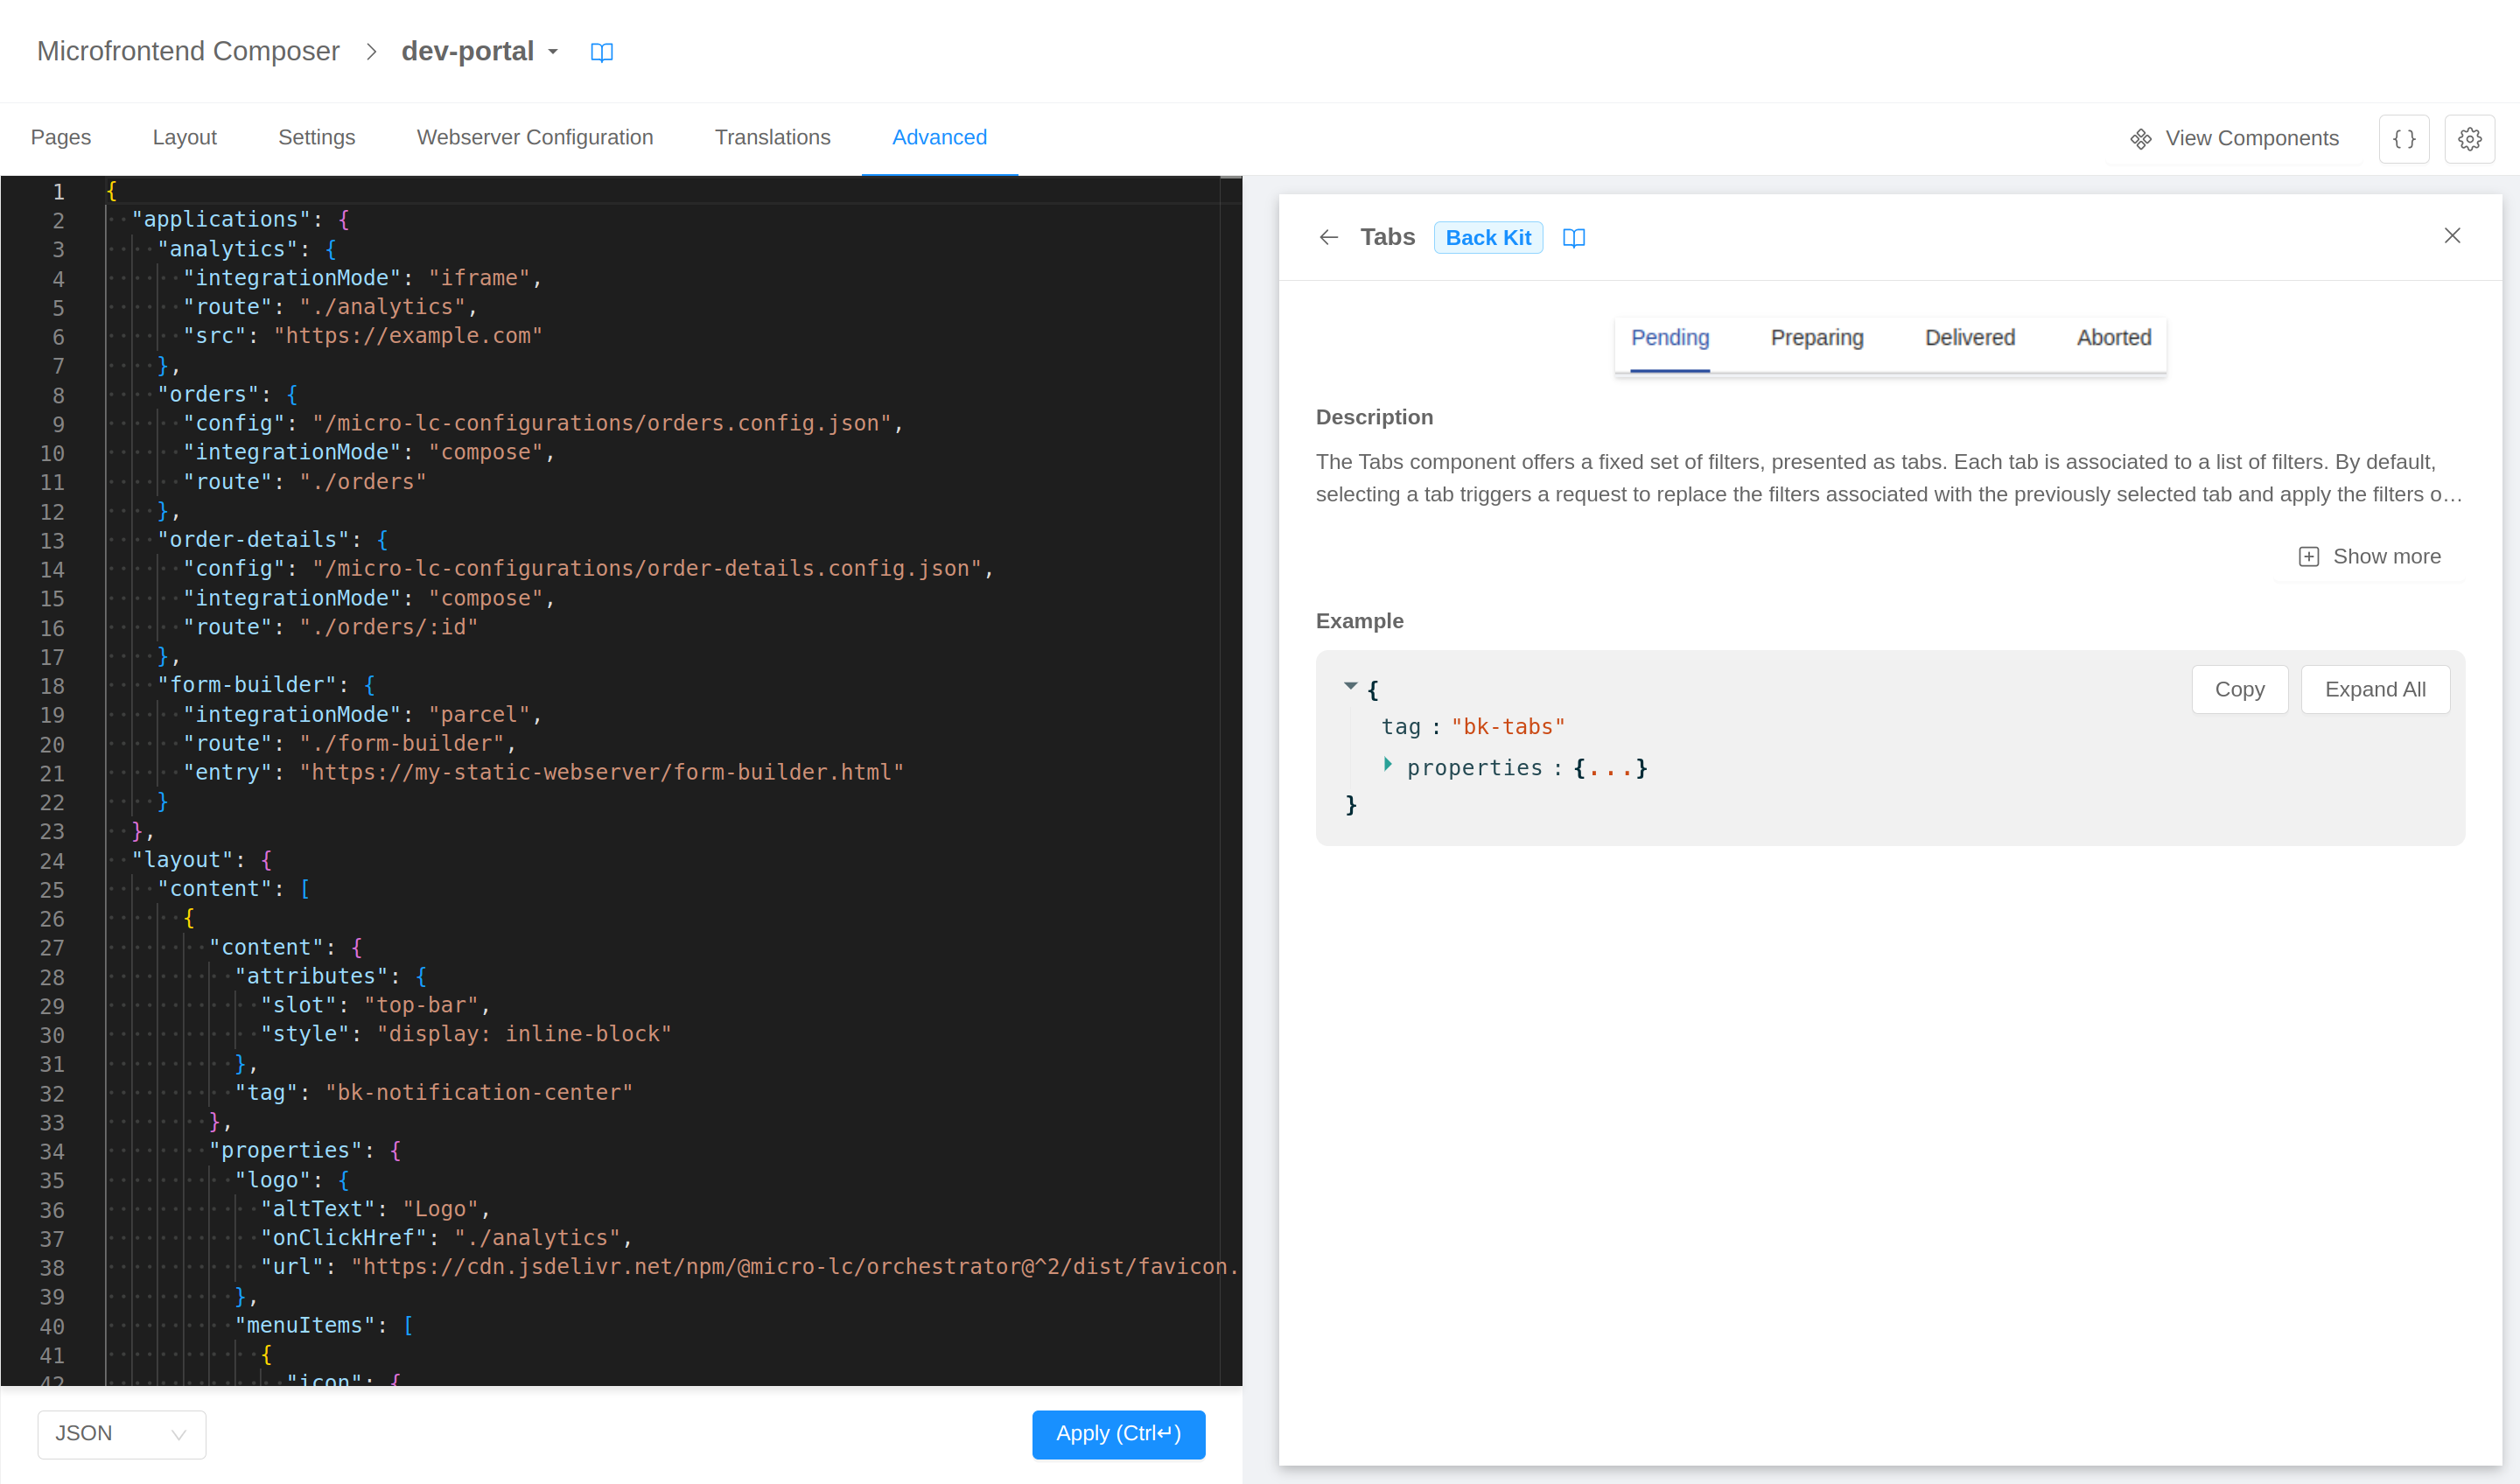 Microfrontend Composer > dev-portal
Pages Layout Settings Webserver Configuration Translations Advanced View Components { }
1 {
2 "applications": {
3 "analytics": {
4 "integrationMode": "iframe",
5 "route": "./analytics",
6 "src": "https://example.com"
7 },
8 "orders": {
9 "config": "/micro-lc-configurations/orders.config.json",
10 "integrationMode": "compose",
11 "route": "./orders"
12 },
13 "order-details": {
14 "config": "/micro-lc-configurations/order-details.config.json",
15 "integrationMode": "compose",
16 "route": "./orders/:id"
17 },
18 "form-builder": {
19 "integrationMode": "parcel",
20 "route": "./form-builder",
21 "entry": "https://my-static-webserver/form-builder.html"
22 }
23 },
24 "layout": {
25 "content": [
26 {
27 "content": {
28 "attributes": {
29 "slot": "top-bar",
30 "style": "display: inline-block"
31 },
32 "tag": "bk-notification-center"
33 },
34 "properties": {
35 "logo": {
36 "altText": "Logo",
37 "onClickHref": "./analytics",
38 "url": "https://cdn.jsdelivr.net/npm/@micro-lc/orchestrator@^2/dist/favicon.
39 },
40 "menuItems": [
41 {
42 "icon": {
JSON
Apply (Ctrl↵)
Tabs Back Kit
Pending Preparing Delivered Aborted
Description
The Tabs component offers a fixed set of filters, presented as tabs. Each tab is associated to a list of filters. By default,
selecting a tab triggers a request to replace the filters associated with the previously selected tab and apply the filters o…
Show more
Example
Copy Expand All
{
tag : "bk-tabs"
properties : {...}
}